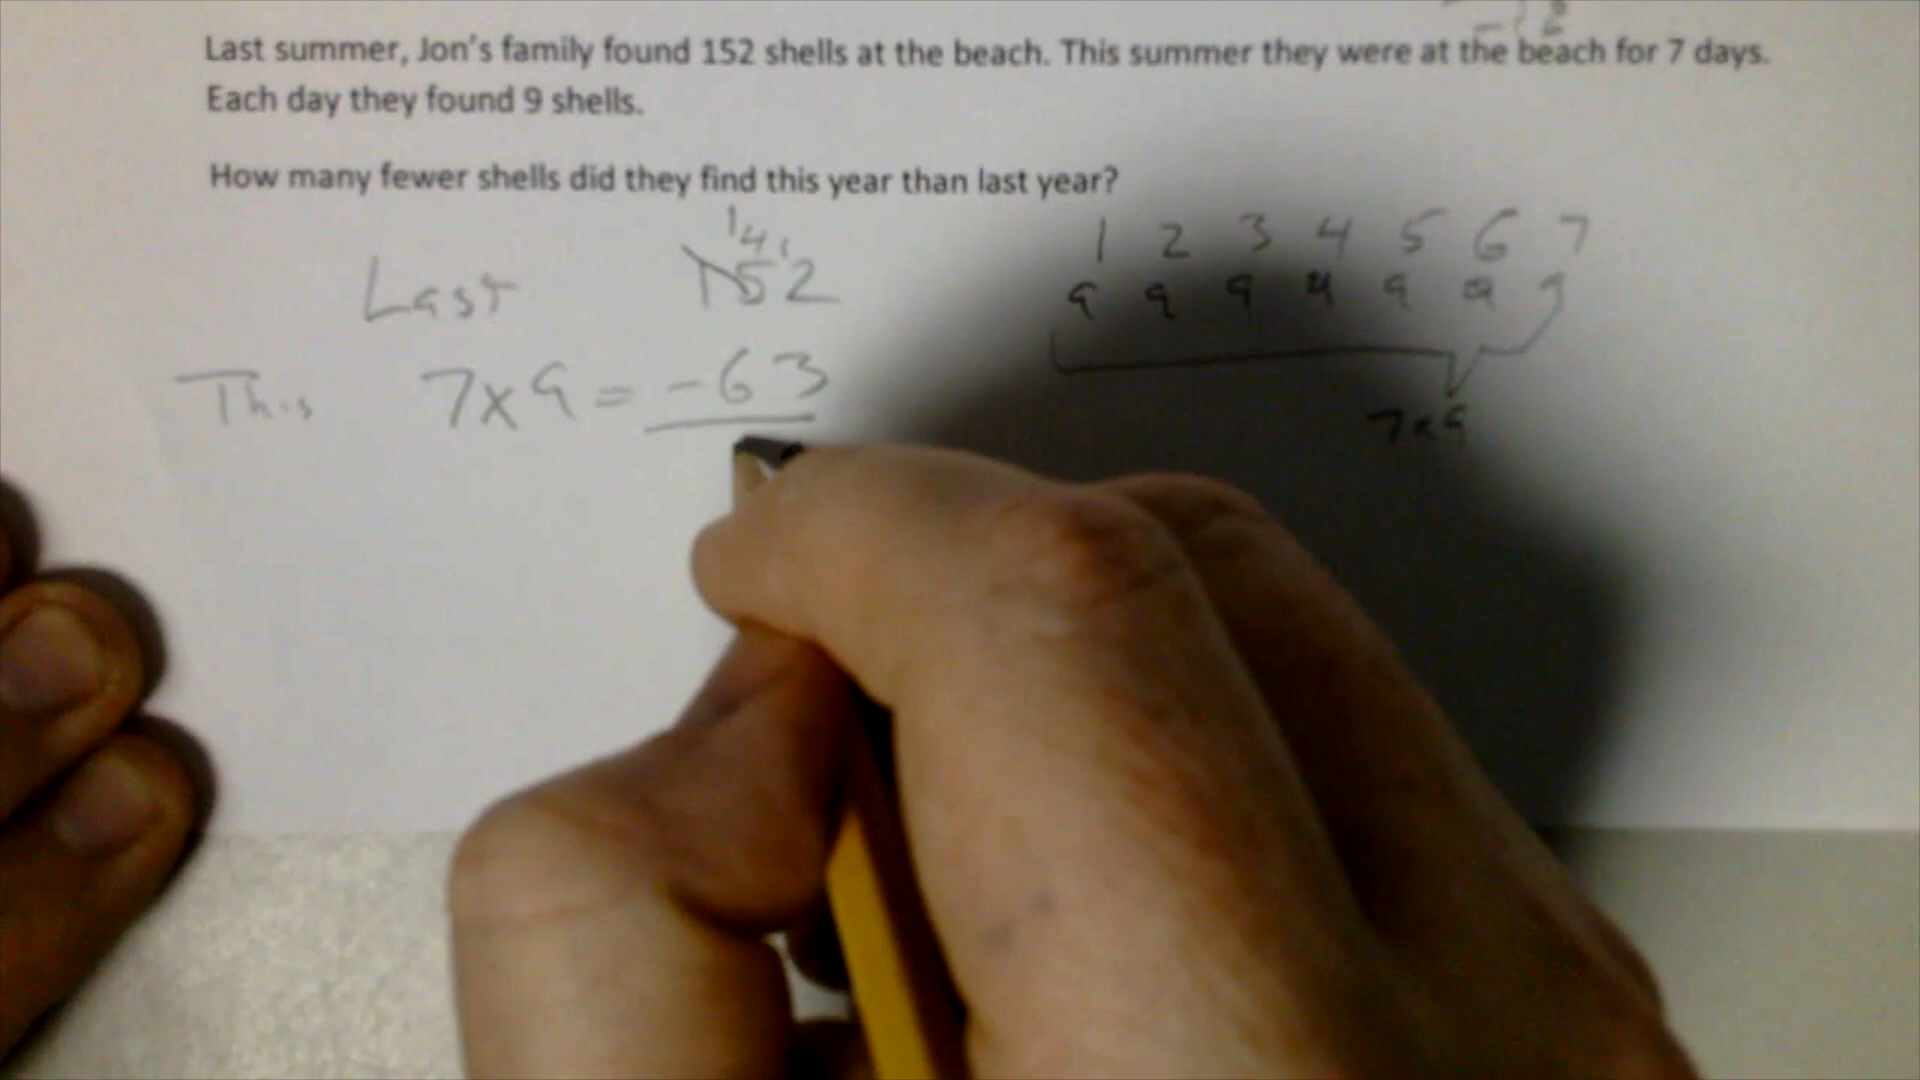 Last summer, Jon's family found 152 shells at the beach. This summer they were at the beach for 7 days.
Each day they found 9 shells.
How many fewer shells did they find this year than last year?
1 4 1
Last 152
This 7x9 = -63
1 2 3 4 5 6 7
9 9 9 9 9 9 9
7x9